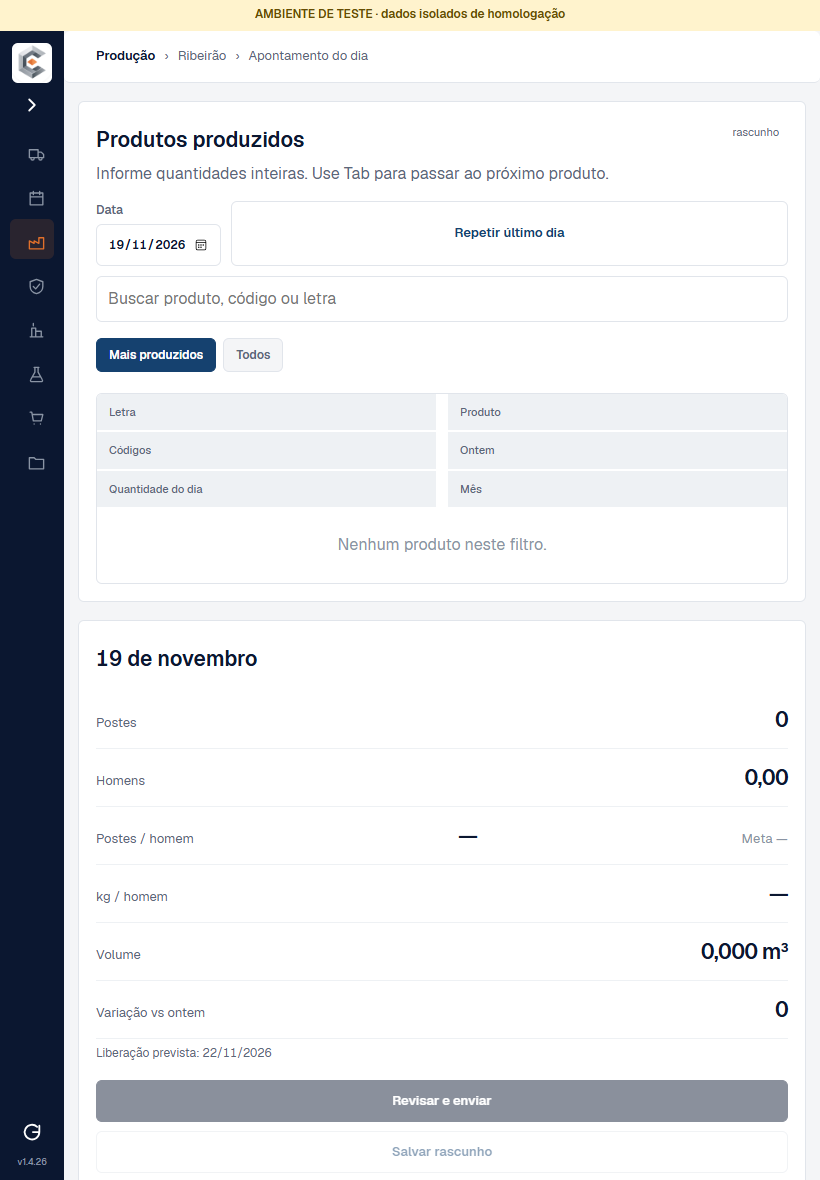 AMBIENTE DE TESTE · dados isolados de homologação
Produção › Ribeirão › Apontamento do dia
Produtos produzidos
rascunho
Informe quantidades inteiras. Use Tab para passar ao próximo produto.
Data
19/11/2026
Repetir último dia
Buscar produto, código ou letra
Mais produzidos
Todos
Letra
Produto
Códigos
Ontem
Quantidade do dia
Mês
Nenhum produto neste filtro.
19 de novembro
Postes
0
Homens
0,00
Postes / homem
—
Meta —
kg / homem
—
Volume
0,000 m³
Variação vs ontem
0
Liberação prevista: 22/11/2026
Revisar e enviar
Salvar rascunho
v1.4.26